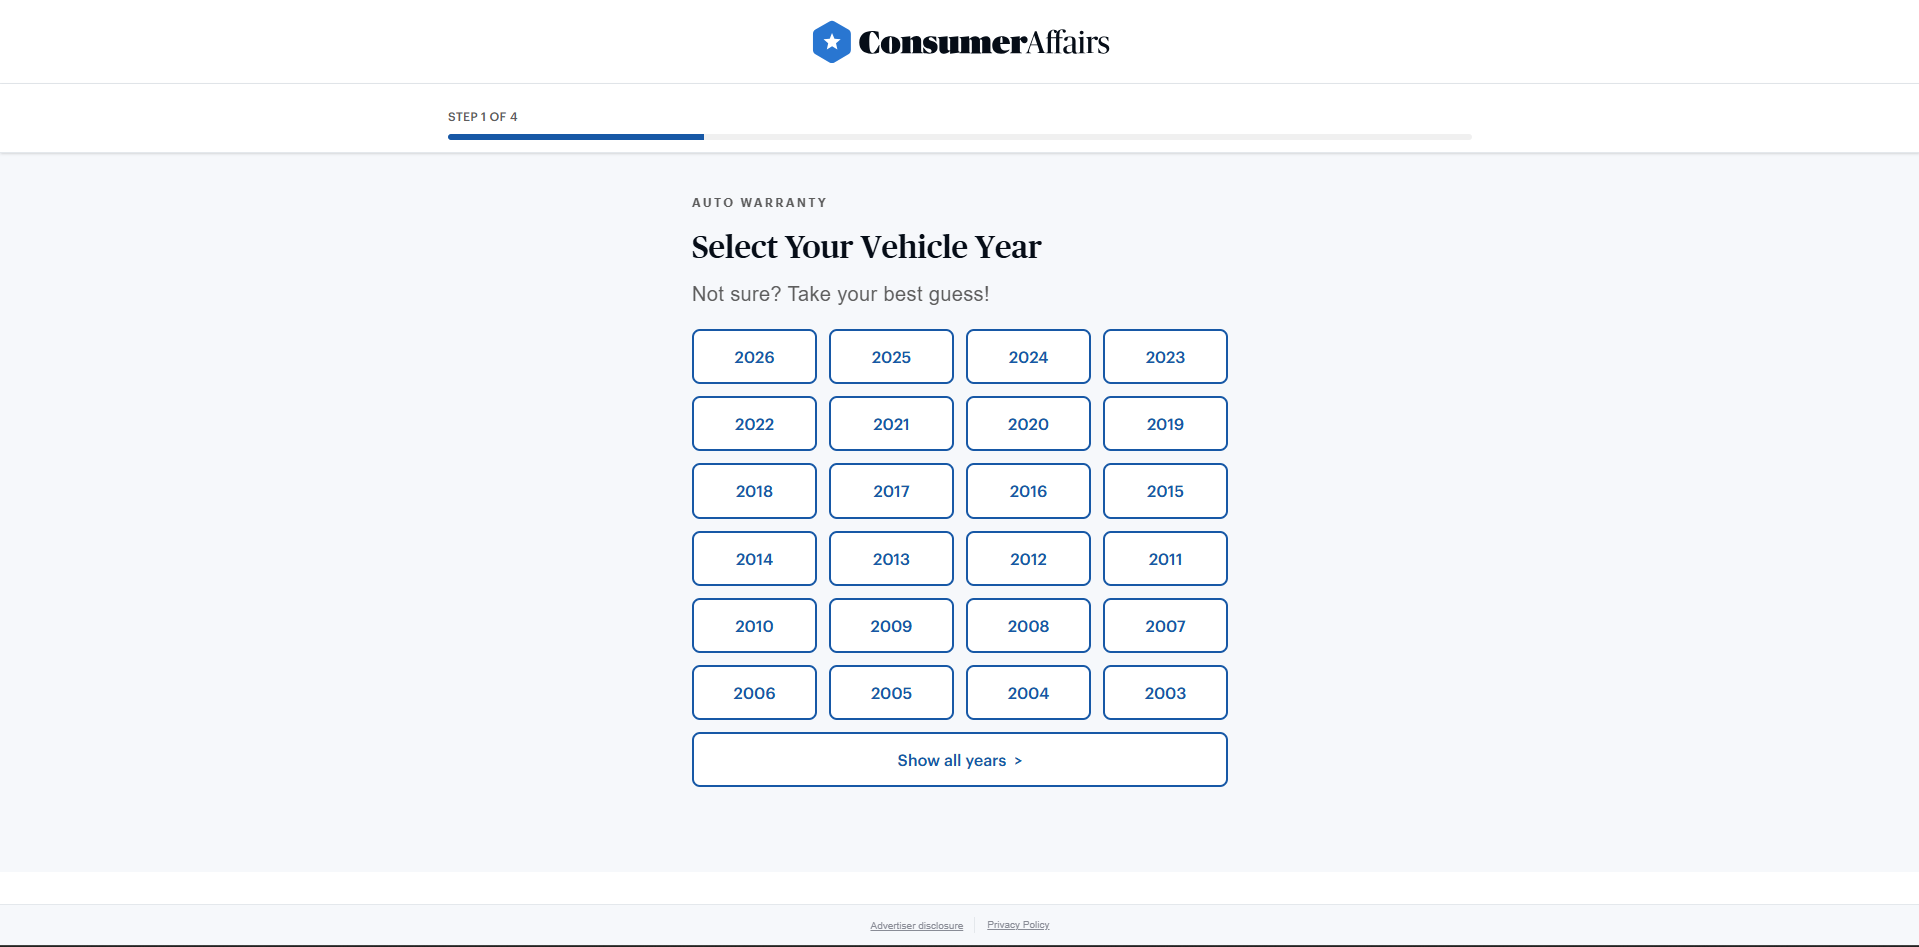 ConsumerAffairs
STEP 1 OF 4
AUTO WARRANTY
Select Your Vehicle Year
Not sure? Take your best guess!
2026 2025 2024 2023
2022 2021 2020 2019
2018 2017 2016 2015
2014 2013 2012 2011
2010 2009 2008 2007
2006 2005 2004 2003
Show all years >
Advertiser disclosure Privacy Policy